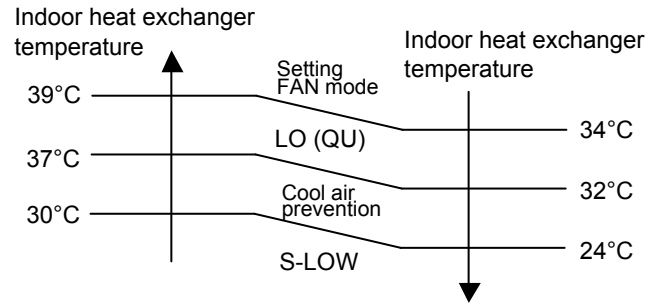 Indoor heat exchanger
temperature
Indoor heat exchanger
temperature
Setting
FAN mode
39°C
34°C
LO (QU)
37°C
32°C
Cool air
prevention
30°C
24°C
S-LOW